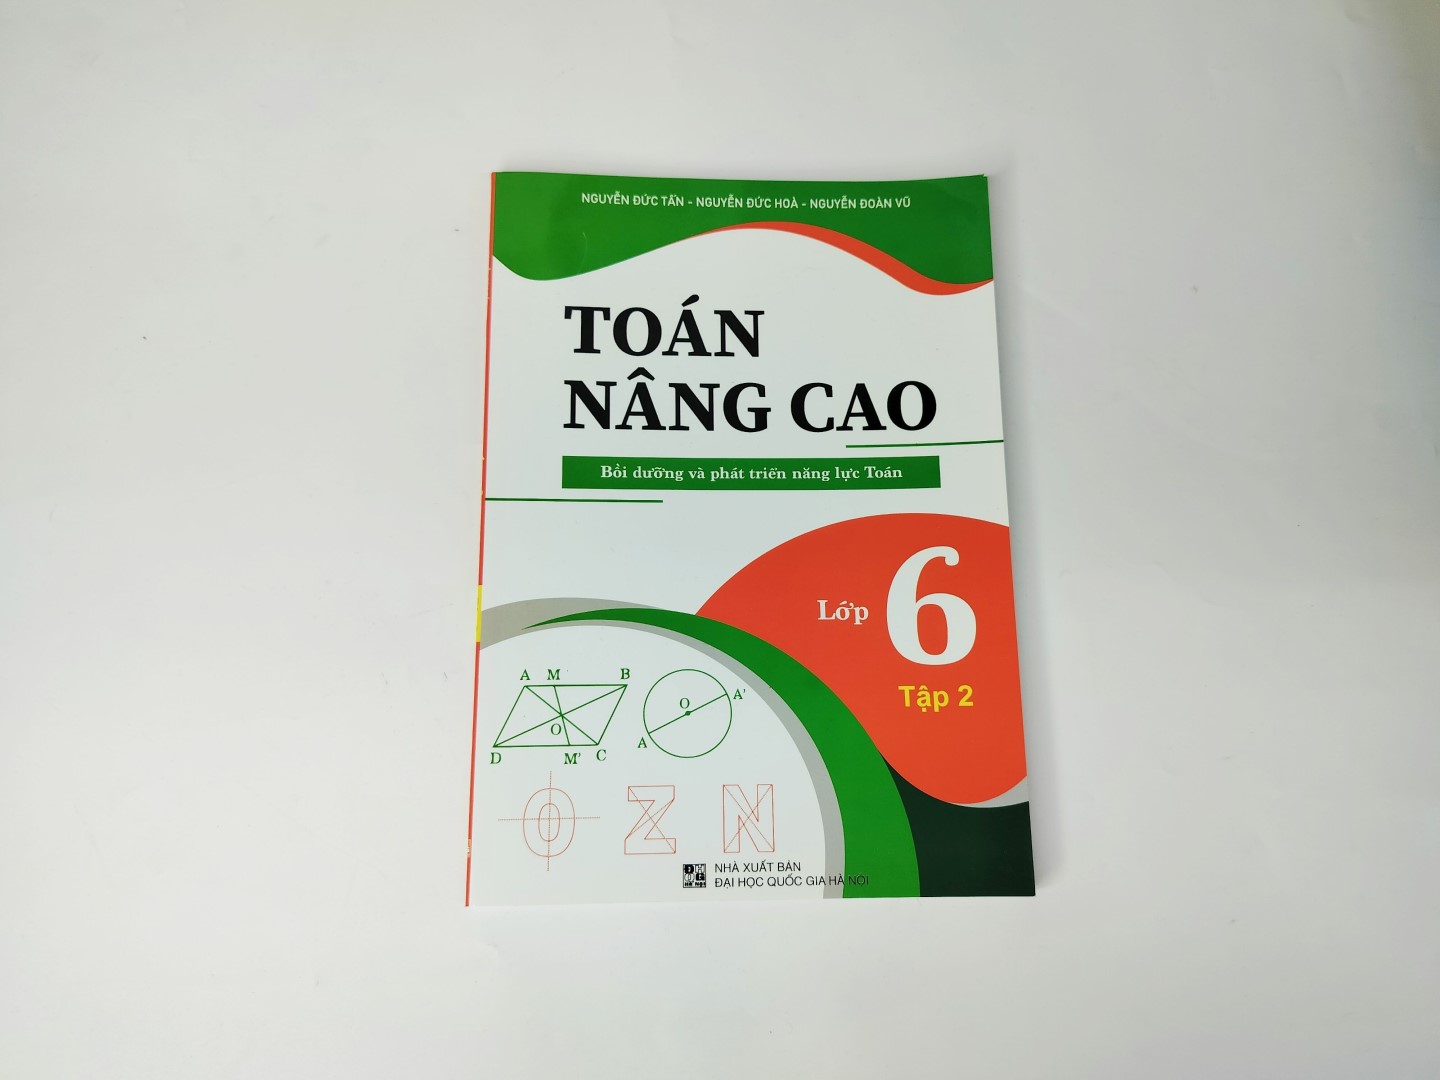 NGUYỄN ĐỨC TẤN - NGUYỄN ĐỨC HOÀ - NGUYỄN ĐOÀN VŨ
TOÁN
NÂNG CAO
Bồi dưỡng và phát triển năng lực Toán
Lớp 6
Tập 2
A M B
O
D M' C
O A'
A
O Z N
NHÀ XUẤT BẢN
ĐẠI HỌC QUỐC GIA HÀ NỘI